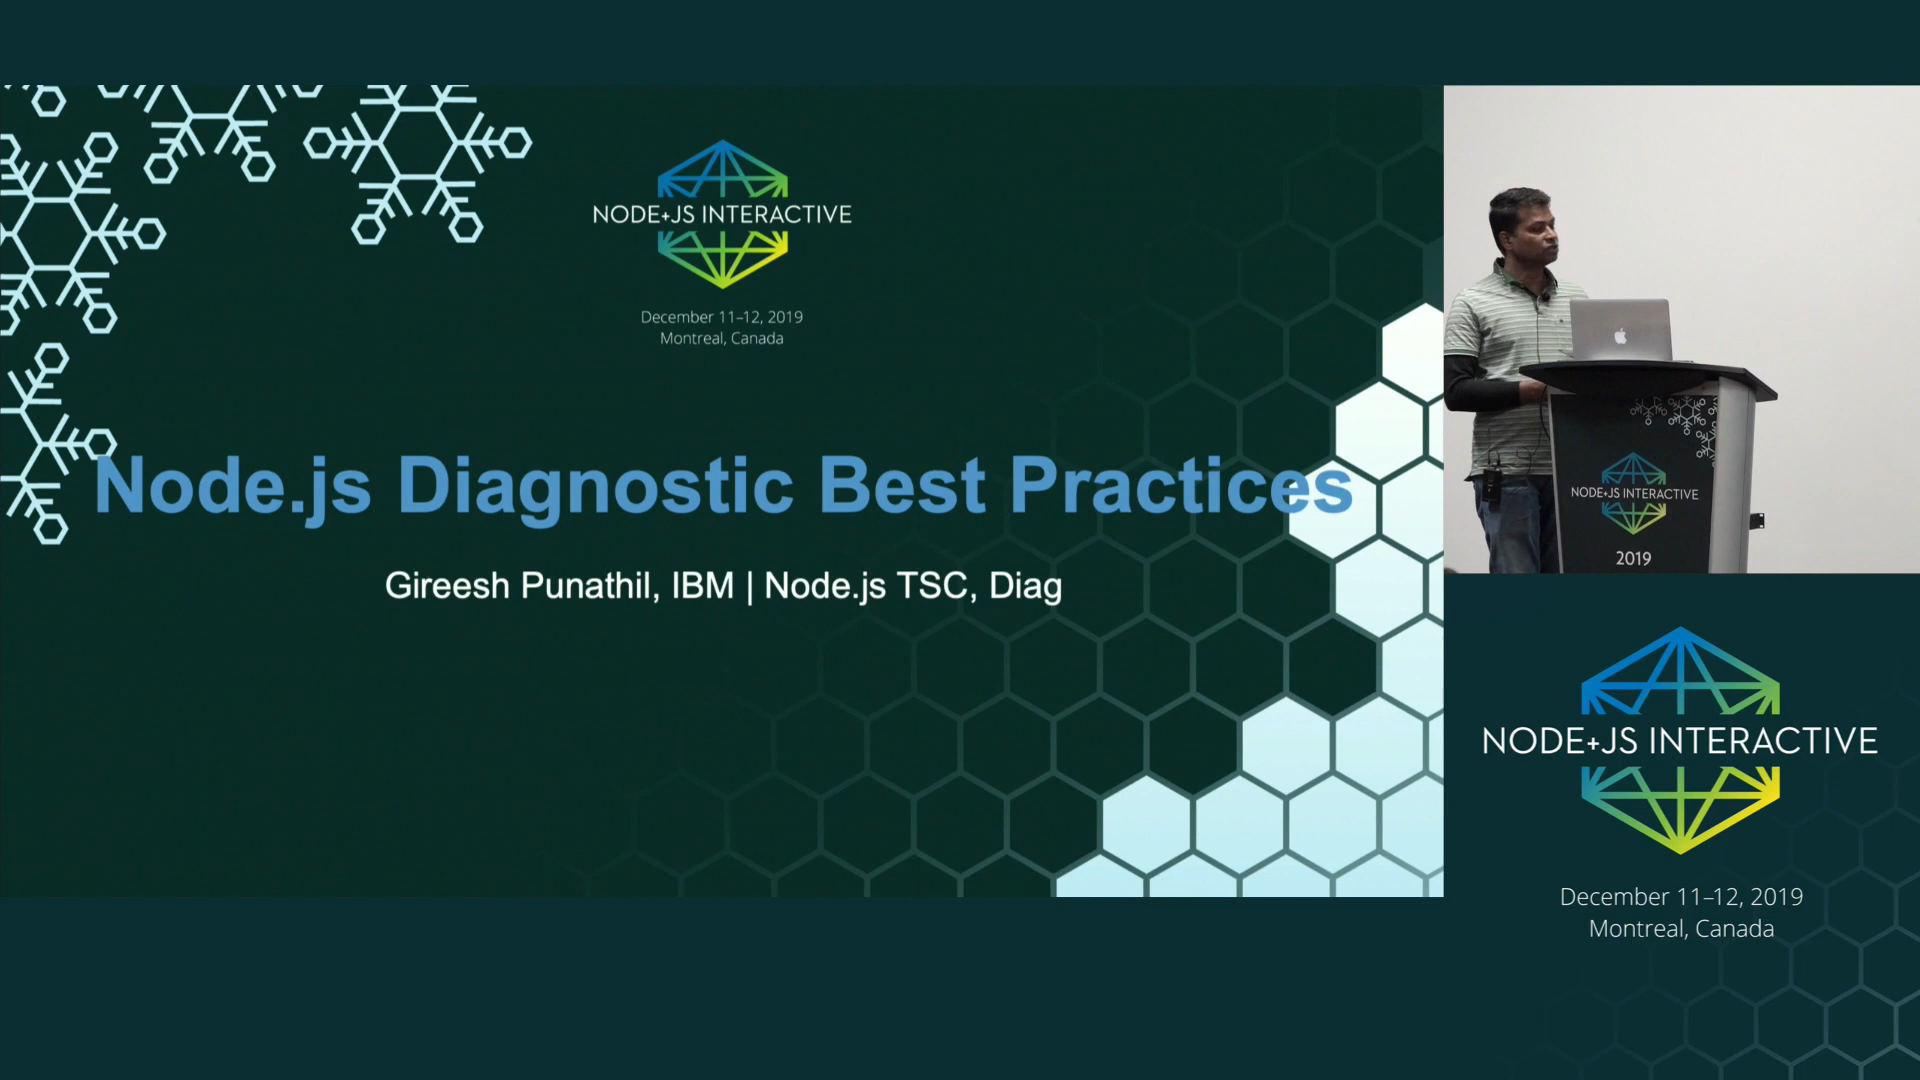 NODE+JS INTERACTIVE
December 11–12, 2019
Montreal, Canada
Node.js Diagnostic Best Practices
Gireesh Punathil, IBM | Node.js TSC, Diag
NODE+JS INTERACTIVE
2019
NODE+JS INTERACTIVE
December 11–12, 2019
Montreal, Canada